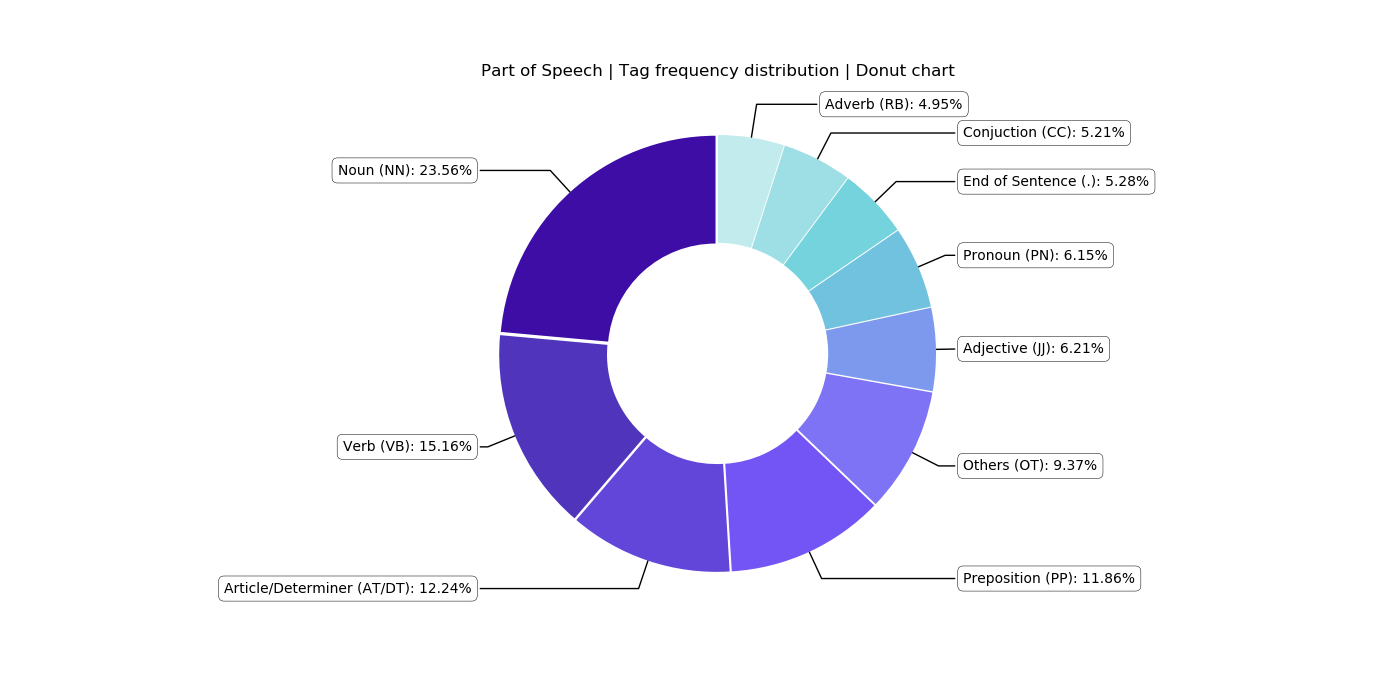 Part of Speech | Tag frequency distribution | Donut chart
Adverb (RB): 4.95%
Conjuction (CC): 5.21%
Noun (NN): 23.56%
End of Sentence (.): 5.28%
Pronoun (PN): 6.15%
Adjective (JJ): 6.21%
Verb (VB): 15.16%
Others (OT): 9.37%
Preposition (PP): 11.86%
Article/Determiner (AT/DT): 12.24%